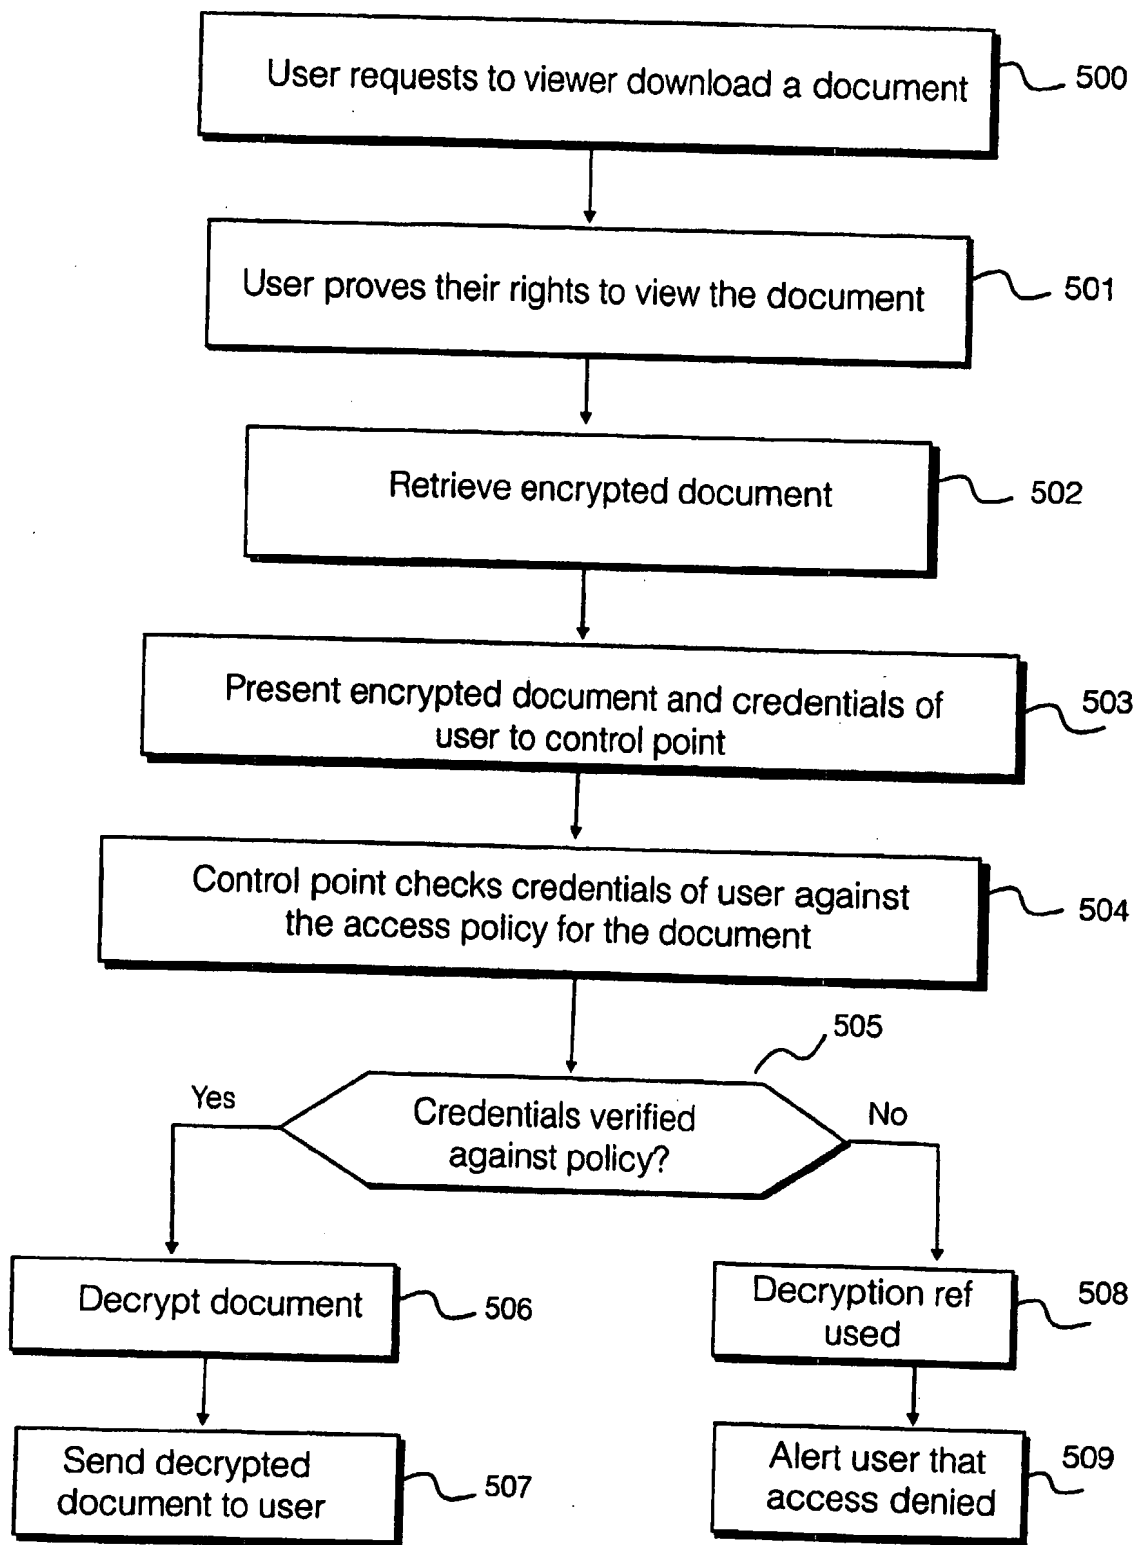 User requests to viewer download a document
500
User proves their rights to view the document
501
Retrieve encrypted document
502
Present encrypted document and credentials of
user to control point
503
Control point checks credentials of user against
the access policy for the document
504
505
Yes
Credentials verified
against policy?
No
Decrypt document
506
Decryption ref
used
508
Send decrypted
document to user
507
Alert user that
access denied
509